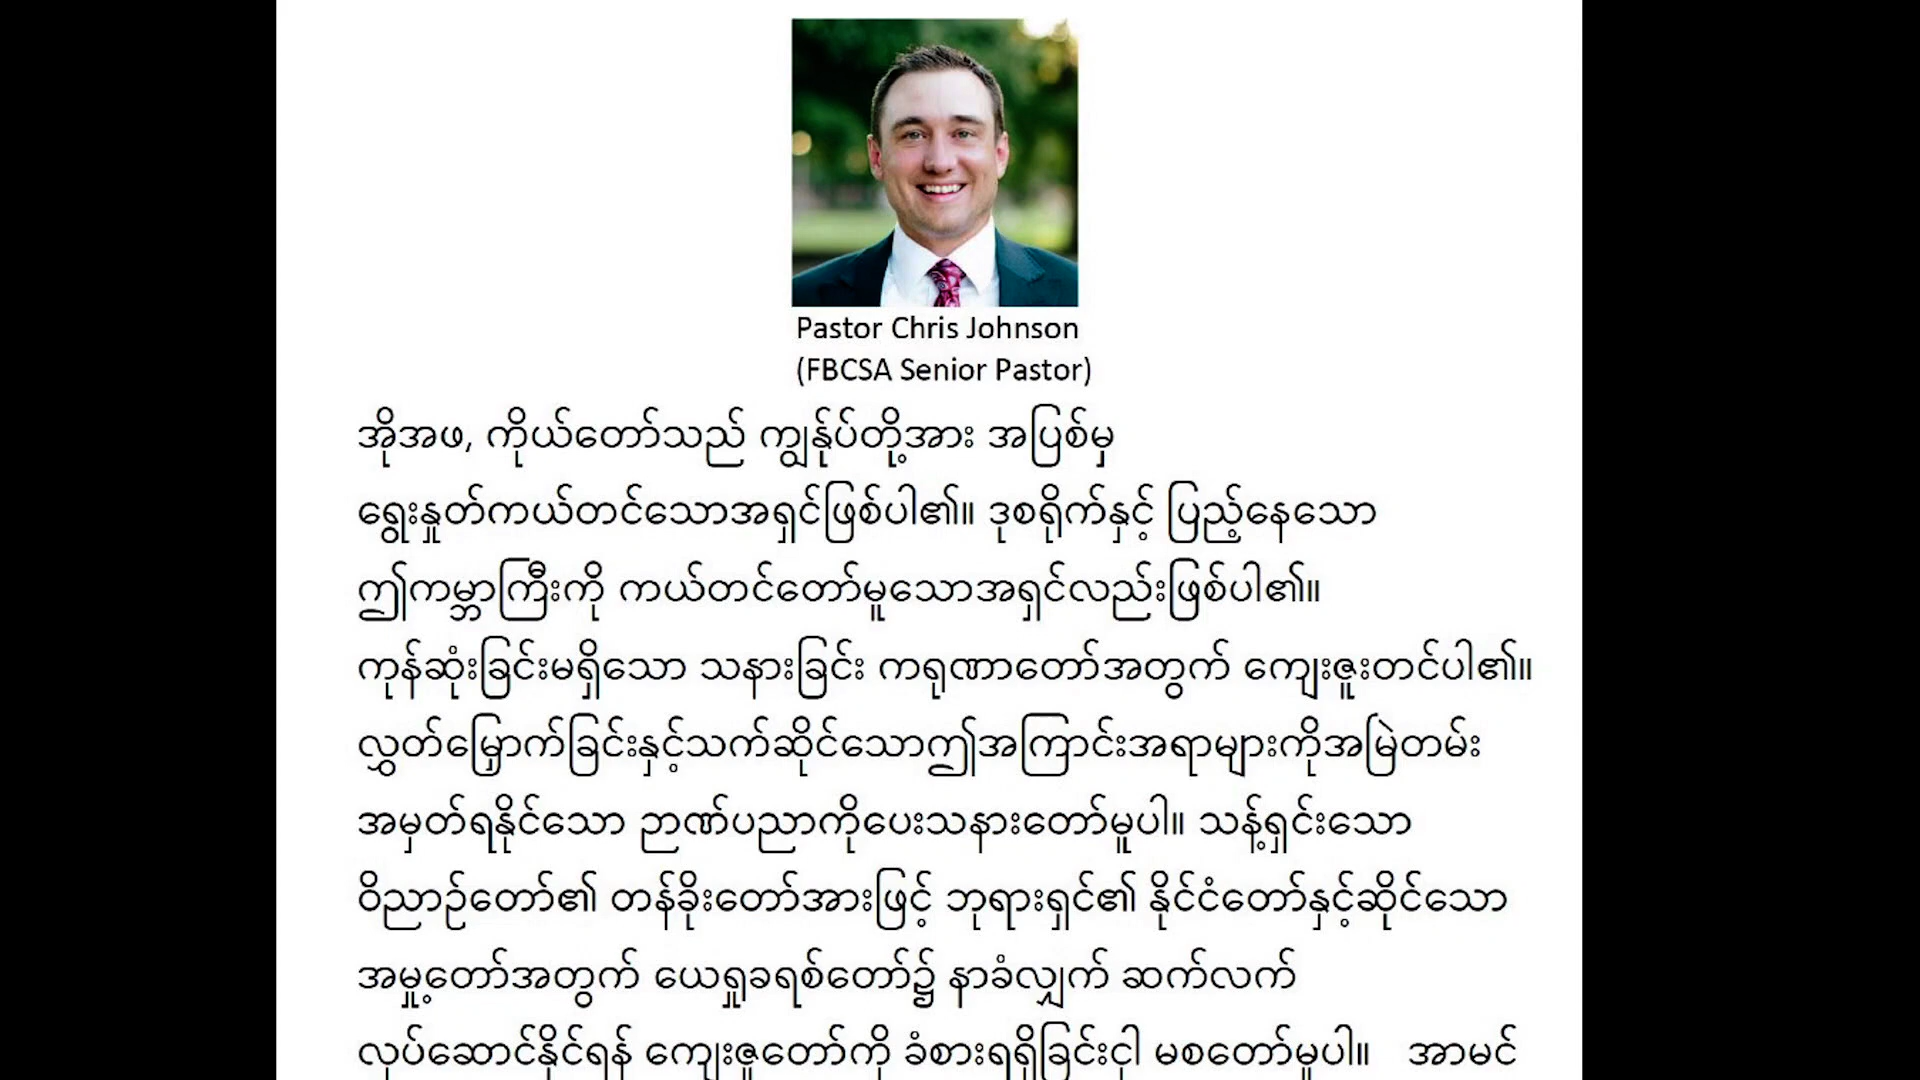 Pastor Chris Johnson
(FBCSA Senior Pastor)
အိုအဖ, ကိုယ်တော်သည် ကျွန်ုပ်တို့အား အပြစ်မှ
ရွေးနှုတ်ကယ်တင်သောအရှင်ဖြစ်ပါ၏။ ဒုစရိုက်နှင့် ပြည့်နေသော
ဤကမ္ဘာကြီးကို ကယ်တင်တော်မူသောအရှင်လည်းဖြစ်ပါ၏။
ကုန်ဆုံးခြင်းမရှိသော သနားခြင်း ကရုဏာတော်အတွက် ကျေးဇူးတင်ပါ၏။
လွှတ်မြှောက်ခြင်းနှင့်သက်ဆိုင်သောဤအကြာင်းအရာများကိုအမြဲတမ်း
အမှတ်ရနိုင်သော ဉာဏ်ပညာကိုပေးသနားတော်မူပါ။ သန့်ရှင်းသော
ဝိညာဉ်တော်၏ တန်ခိုးတော်အားဖြင့် ဘုရားရှင်၏ နိုင်ငံတော်နှင့်ဆိုင်သော
အမှု့တော်အတွက် ယေရှုခရစ်တော်၌ နာခံလျှက် ဆက်လက်
လုပ်ဆောင်နိုင်ရန် ကျေးဇူတော်ကို ခံစားရရှိခြင်းငှါ မစတော်မူပါ။ အာမင်